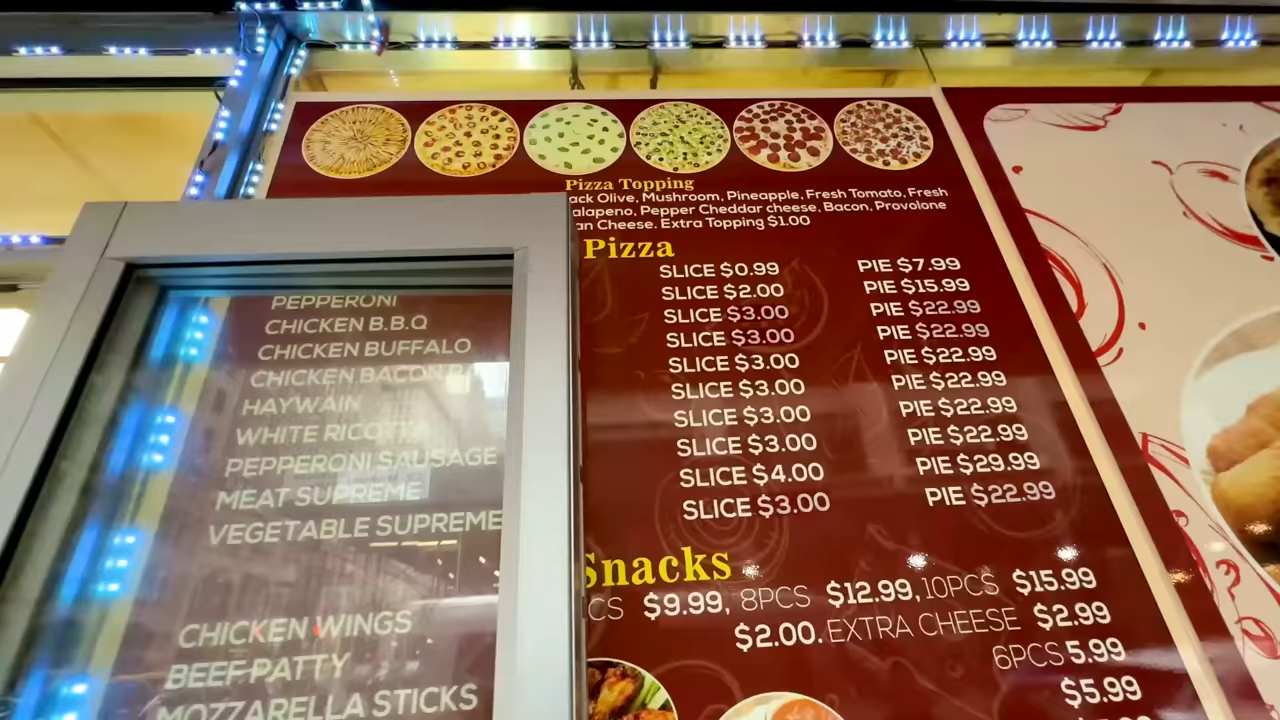 Pizza Topping
ack Olive, Mushroom, Pineapple, Fresh Tomato, Fresh
alapeno, Pepper Cheddar cheese, Bacon, Provolone
an Cheese. Extra Topping $1.00
Pizza
SLICE $0.99 PIE $7.99
SLICE $2.00 PIE $15.99
PEPPERONI SLICE $3.00 PIE $22.99
CHICKEN B.B.Q SLICE $3.00 PIE $22.99
CHICKEN BUFFALO SLICE $3.00 PIE $22.99
CHICKEN BACON SLICE $3.00 PIE $22.99
HAYWAIN SLICE $3.00 PIE $22.99
WHITE RICOTTA SLICE $3.00 PIE $22.99
PEPPERONI SAUSAGE SLICE $4.00 PIE $29.99
MEAT SUPREME SLICE $3.00 PIE $22.99
VEGETABLE SUPREME
Snacks
CHICKEN WINGS CS $9.99, 8PCS $12.99, 10PCS $15.99
BEEF PATTY $2.00. EXTRA CHEESE $2.99
MOZZARELLA STICKS 6PCS 5.99
$5.99